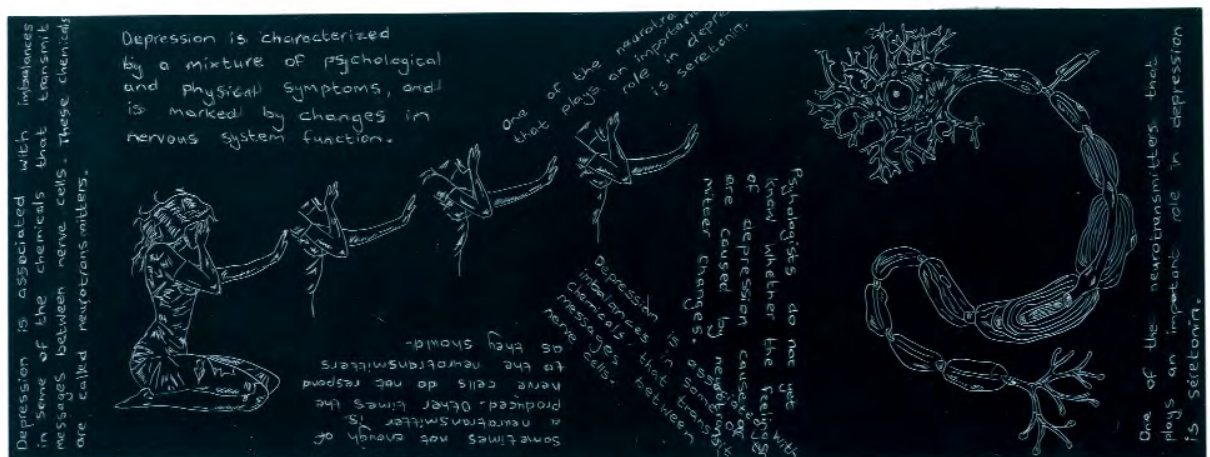 Depression is associated with imbalances
in some of the chemicals that transmit
messages between nerve cells. These chemicals
are called neurotransmitters.
Depression is characterized
by a mixture of psychological
and physical symptoms, and
is marked by changes in
nervous system function.
One of the neurotra
that plays an important
role in depre
is seretonin.
Sometimes not enough of
a neurotransmitter is
produced. Other times the
nerve cells do not respond
to the neurotransmitters
as they should.
Depression is associated with
imbalances in some of
chemicals that transmit
messages between
nerve cells.
Psychologists do not yet
know whether the feelings
of depression cause or
are caused by neurotrans
mitter changes.
One of the neurotransmitters that
plays an important role in depression
is seretonin.